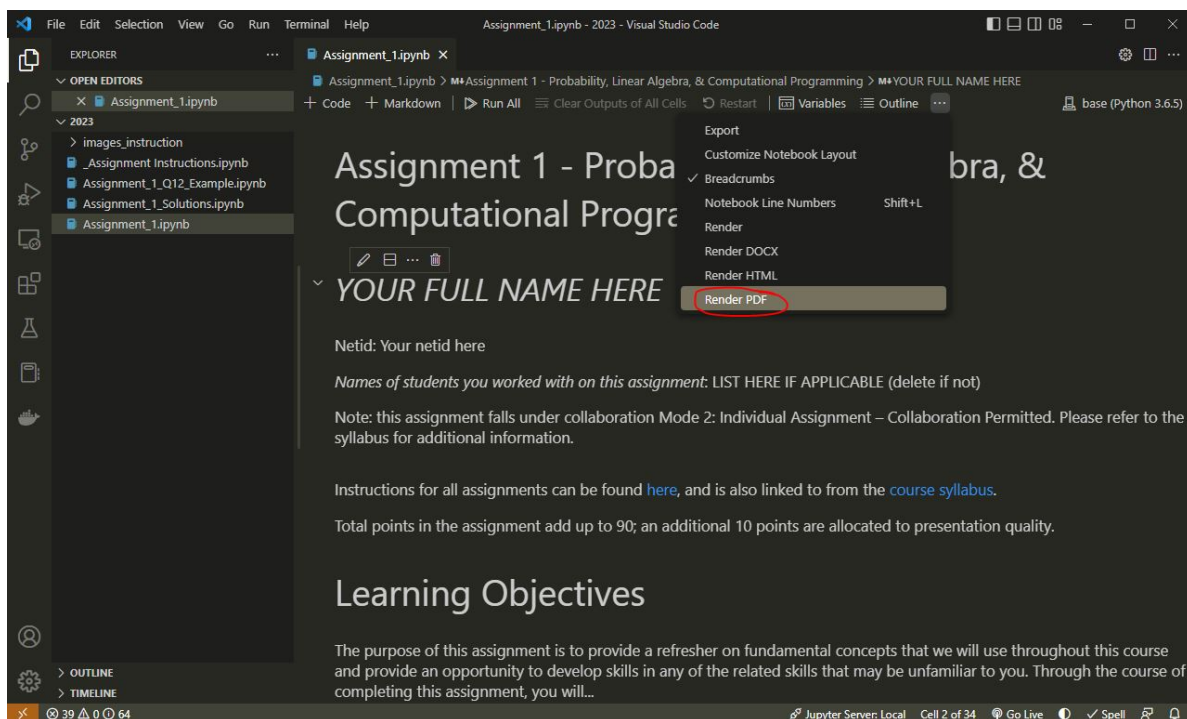 File Edit Selection View Go Run Terminal Help
Assignment_1.ipynb - 2023 - Visual Studio Code
EXPLORER
OPEN EDITORS
Assignment_1.ipynb
2023
images_instruction
_Assignment Instructions.ipynb
Assignment_1_Q12_Example.ipynb
Assignment_1_Solutions.ipynb
Assignment_1.ipynb
OUTLINE
TIMELINE
Assignment_1.ipynb
Assignment_1.ipynb > M↓Assignment 1 - Probability, Linear Algebra, & Computational Programming > M↓YOUR FULL NAME HERE
+ Code + Markdown | Run All Clear Outputs of All Cells Restart | Variables Outline ... base (Python 3.6.5)
Export
Customize Notebook Layout
Breadcrumbs
Notebook Line Numbers Shift+L
Render
Render DOCX
Render HTML
Render PDF
Assignment 1 - Proba bra, &
Computational Progra
YOUR FULL NAME HERE
Netid: Your netid here
Names of students you worked with on this assignment: LIST HERE IF APPLICABLE (delete if not)
Note: this assignment falls under collaboration Mode 2: Individual Assignment – Collaboration Permitted. Please refer to the
syllabus for additional information.
Instructions for all assignments can be found here, and is also linked to from the course syllabus.
Total points in the assignment add up to 90; an additional 10 points are allocated to presentation quality.
Learning Objectives
The purpose of this assignment is to provide a refresher on fundamental concepts that we will use throughout this course
and provide an opportunity to develop skills in any of the related skills that may be unfamiliar to you. Through the course of
completing this assignment, you will...
39 0 64
Jupyter Server: Local Cell 2 of 34 Go Live Spell